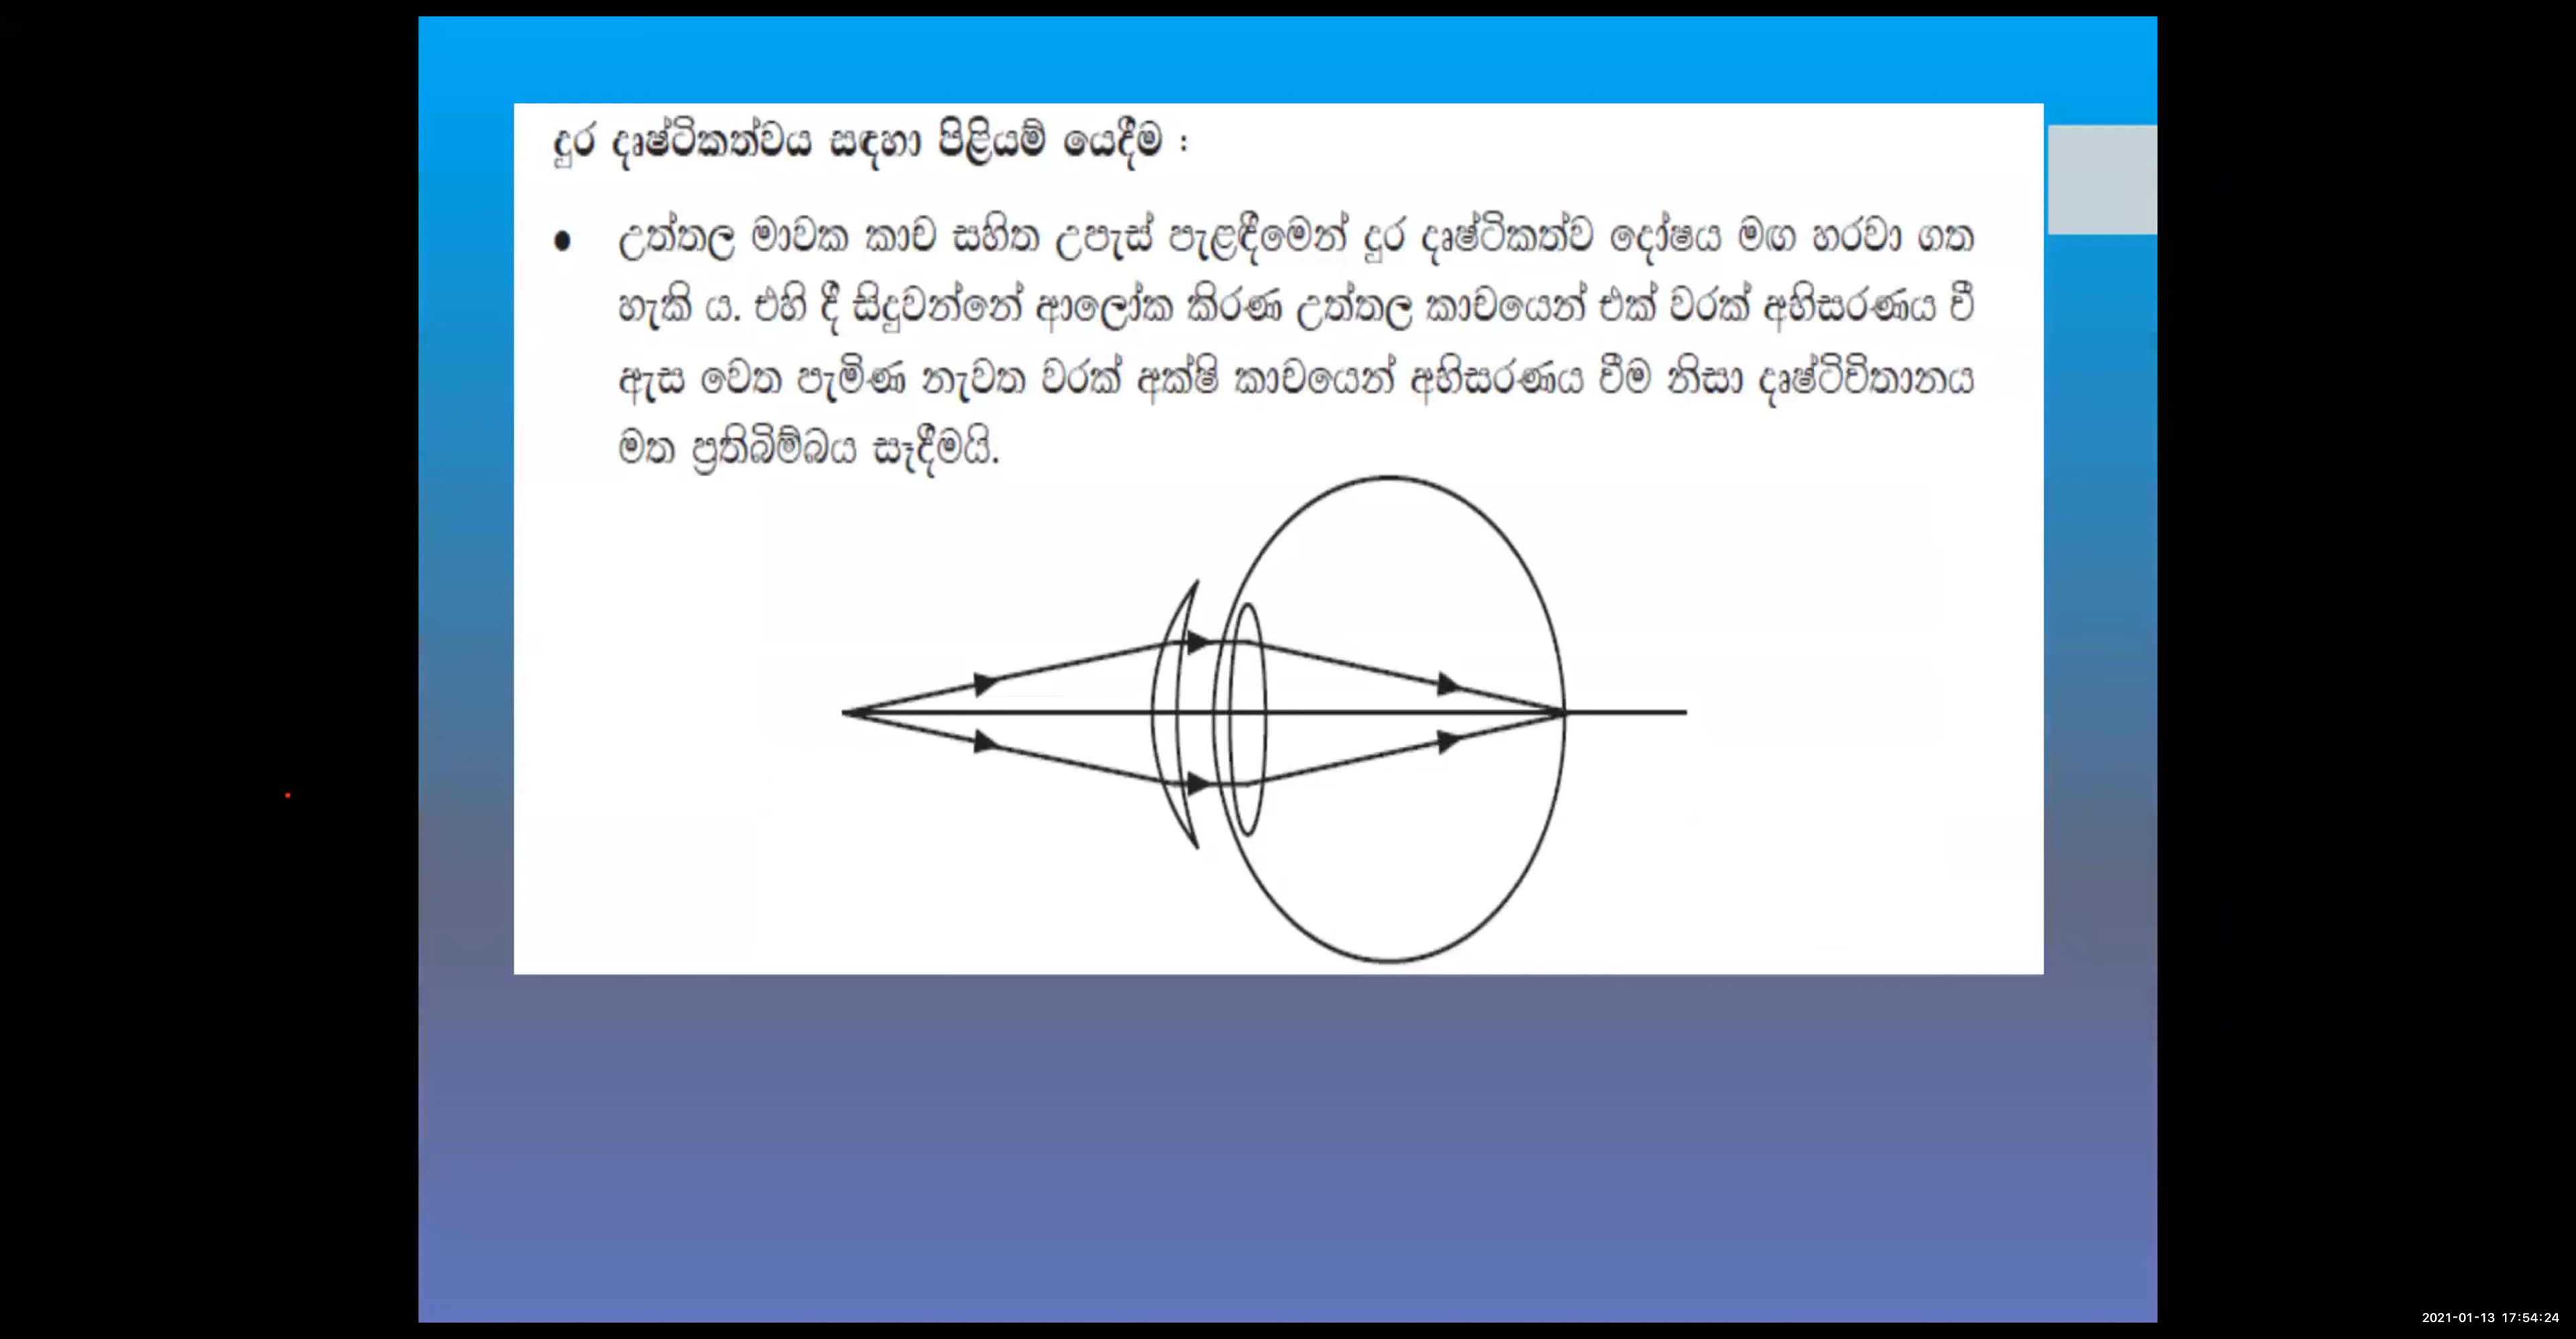 දුර දෘෂ්ටිකත්වය සඳහා පිළියම් යෙදීම :
● උත්තල මාවක කාච සහිත උපැස් පැළඳීමෙන් දුර දෘෂ්ටිකත්ව දෝෂය මඟ හරවා ගත
හැකි ය. එහි දී සිදුවන්නේ ආලෝක කිරණ උත්තල කාචයෙන් එක් වරක් අභිසරණය වී
ඇස වෙත පැමිණ නැවත වරක් අක්ෂි කාචයෙන් අභිසරණය වීම නිසා දෘෂ්ටිවිතානය
මත ප්‍රතිබිම්බය සෑදීමයි.
2021-01-13 17:54:24